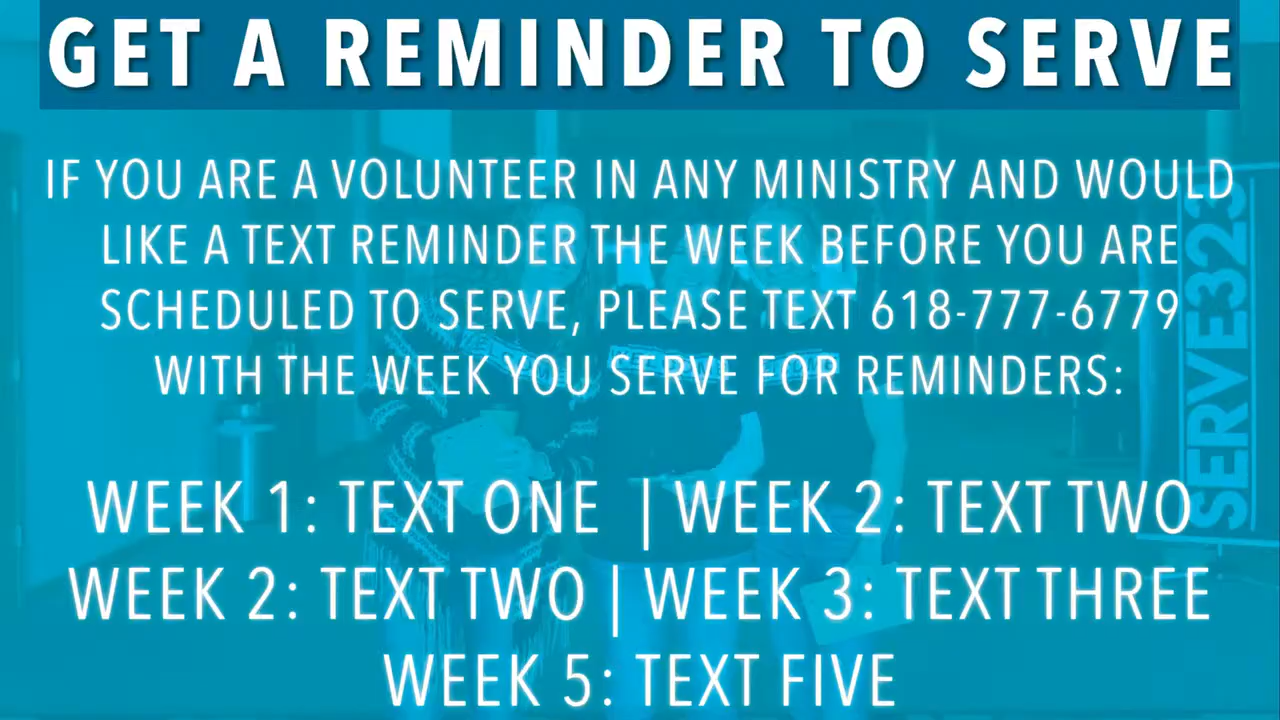 GET A REMINDER TO SERVE
IF YOU ARE A VOLUNTEER IN ANY MINISTRY AND WOULD
LIKE A TEXT REMINDER THE WEEK BEFORE YOU ARE
SCHEDULED TO SERVE, PLEASE TEXT 618-777-6779
WITH THE WEEK YOU SERVE FOR REMINDERS:
WEEK 1: TEXT ONE | WEEK 2: TEXT TWO
WEEK 2: TEXT TWO | WEEK 3: TEXT THREE
WEEK 5: TEXT FIVE
SERVE323